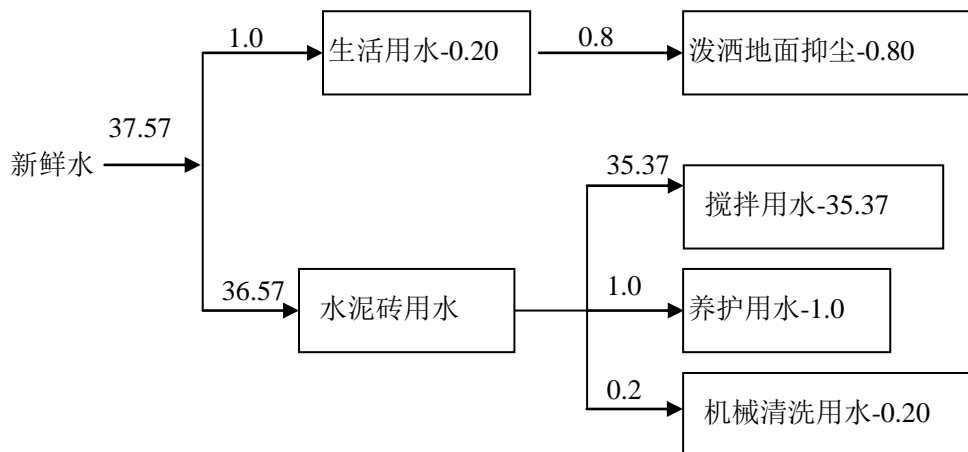 1.0
生活用水-0.20
0.8
泼洒地面抑尘-0.80
37.57
新鲜水
35.37
搅拌用水-35.37
36.57
水泥砖用水
1.0
养护用水-1.0
0.2
机械清洗用水-0.20